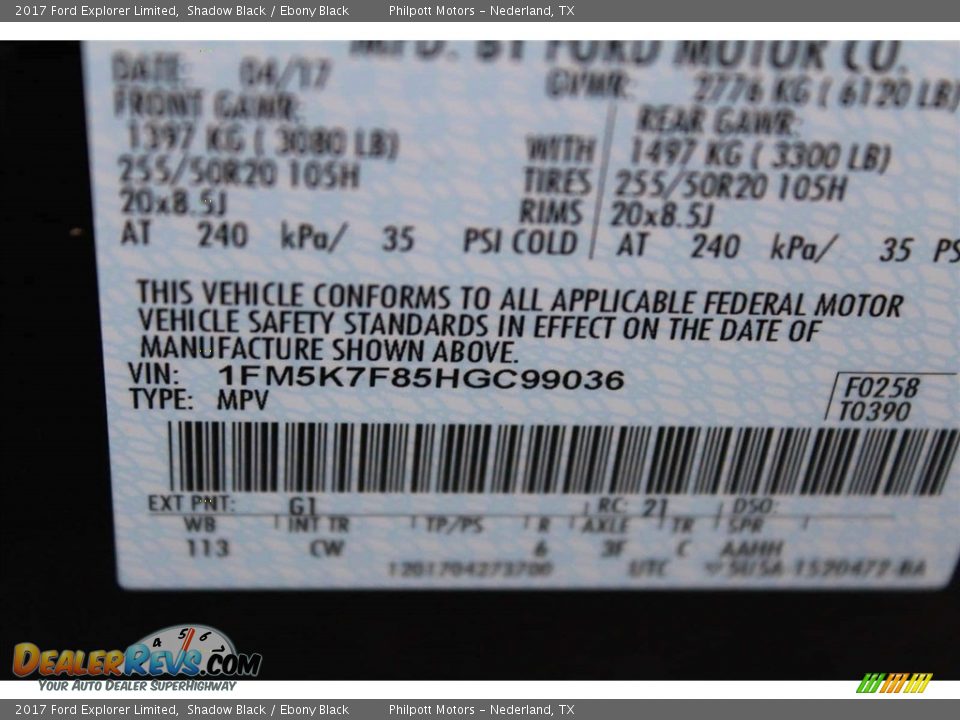 2017 Ford Explorer Limited, Shadow Black / Ebony Black Philpott Motors - Nederland, TX
MFD. BY FORD MOTOR CO.
DATE: 04/17 GVWR: 2776 KG ( 6120 LB)
FRONT GAWR: REAR GAWR:
1397 KG ( 3080 LB) WITH 1497 KG ( 3300 LB)
255/50R20 105H TIRES 255/50R20 105H
20x8.5J RIMS 20x8.5J
AT 240 kPa/ 35 PSI COLD AT 240 kPa/ 35 PS
THIS VEHICLE CONFORMS TO ALL APPLICABLE FEDERAL MOTOR
VEHICLE SAFETY STANDARDS IN EFFECT ON THE DATE OF
MANUFACTURE SHOWN ABOVE.
VIN: 1FM5K7F85HGC99036
TYPE: MPV
F0258
T0390
EXT PNT: G1 RC: 21 DSO:
WB INT TR TP/PS R AXLE TR SPR
113 CW 6 3F C AAHH
1201704273700 UTC
4 5 6
DEALERREVS.COM
YOUR AUTO DEALER SUPERHIGHWAY
2017 Ford Explorer Limited, Shadow Black / Ebony Black Philpott Motors - Nederland, TX